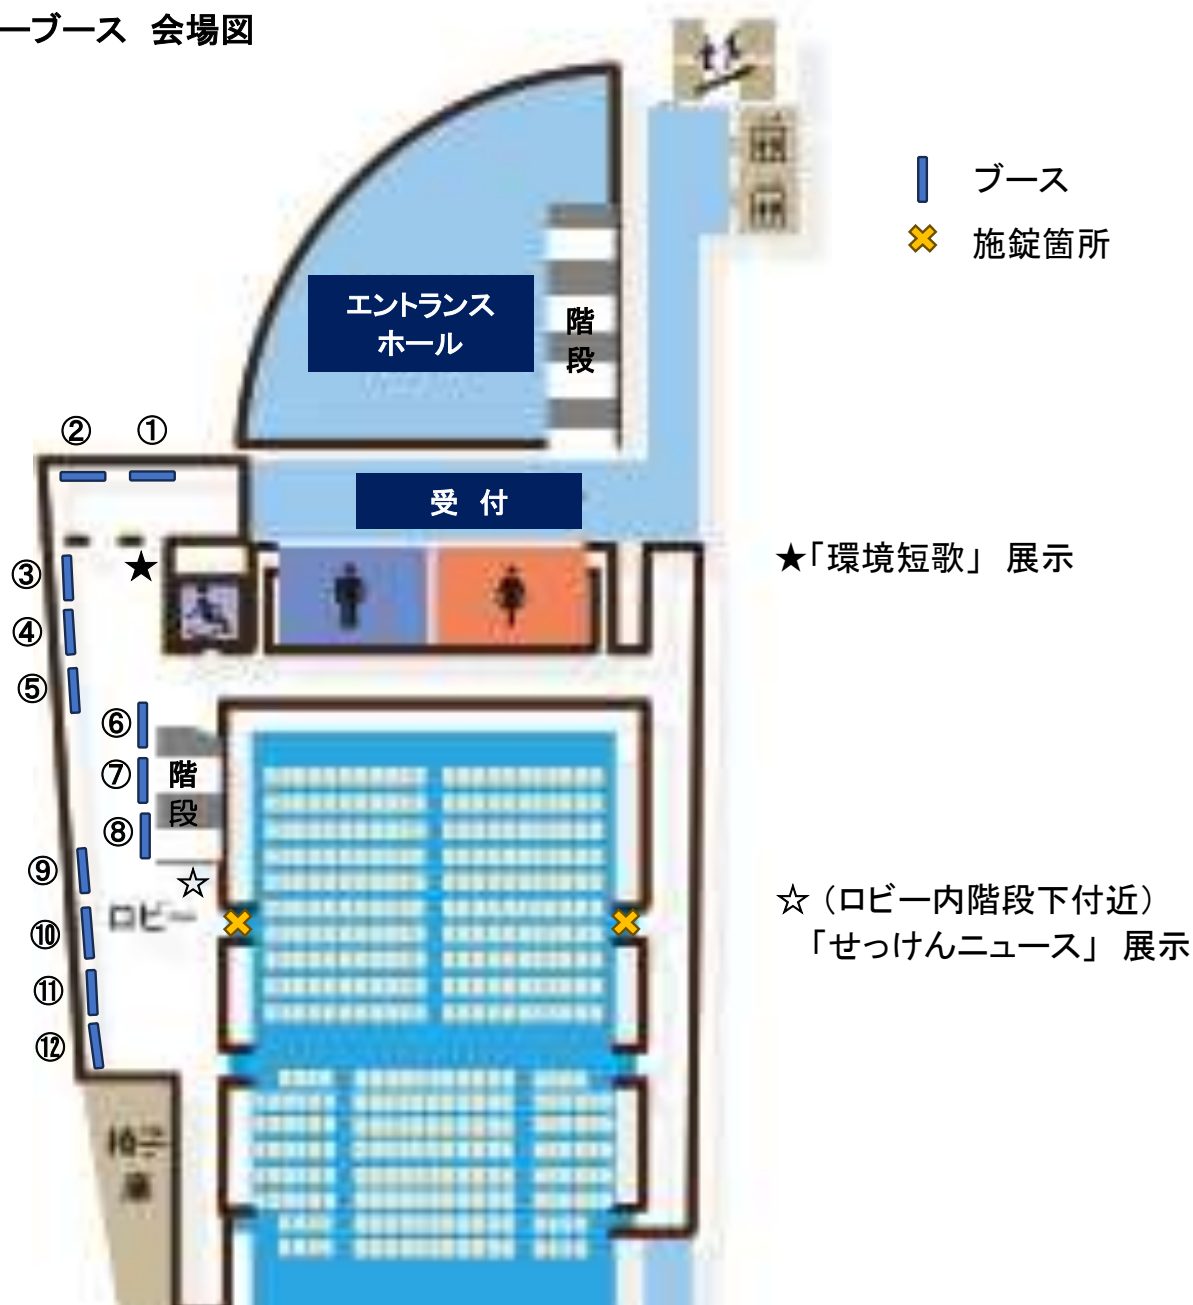 ーブース 会場図
ブース
施錠箇所
エントランス
ホール
階
段
②
①
受 付
★「環境短歌」 展示
③
④
⑤
⑥
⑦
⑧
階
段
⑨
⑩
⑪
⑫
ロビー
☆（ロビー内階段下付近）
「せっけんニュース」 展示
椅子
庫